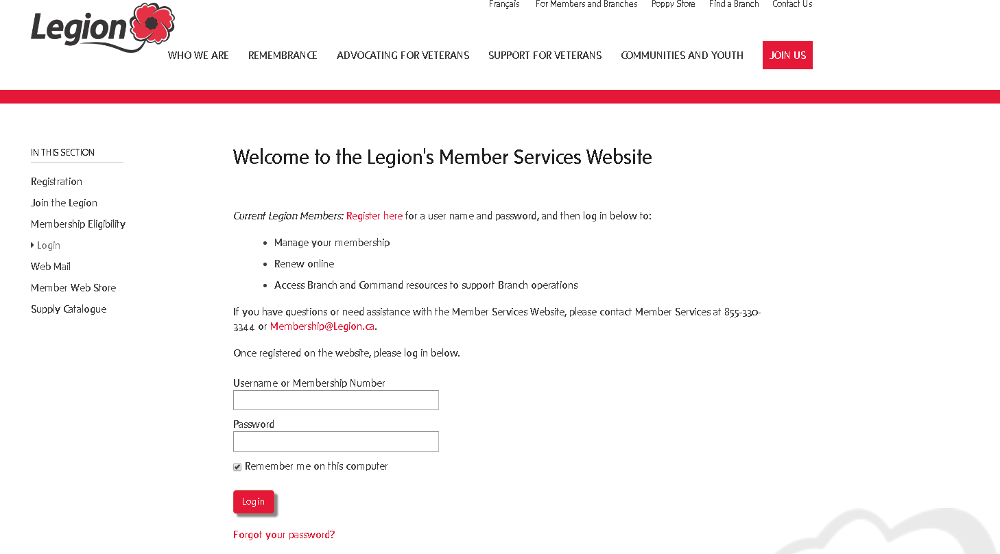 Legion
Français For Members and Branches Poppy Store Find a Branch Contact Us
WHO WE ARE REMEMBRANCE ADVOCATING FOR VETERANS SUPPORT FOR VETERANS COMMUNITIES AND YOUTH JOIN US
IN THIS SECTION
Registration
Join the Legion
Membership Eligibility
Login
Web Mail
Member Web Store
Supply Catalogue
Welcome to the Legion's Member Services Website
Current Legion Members: Register here for a user name and password, and then log in below to:
• Manage your membership
• Renew online
• Access Branch and Command resources to support Branch operations
If you have questions or need assistance with the Member Services Website, please contact Member Services at 855-330-
3344 or Membership@Legion.ca.
Once registered on the website, please log in below.
Username or Membership Number
Password
Remember me on this computer
Login
Forgot your password?